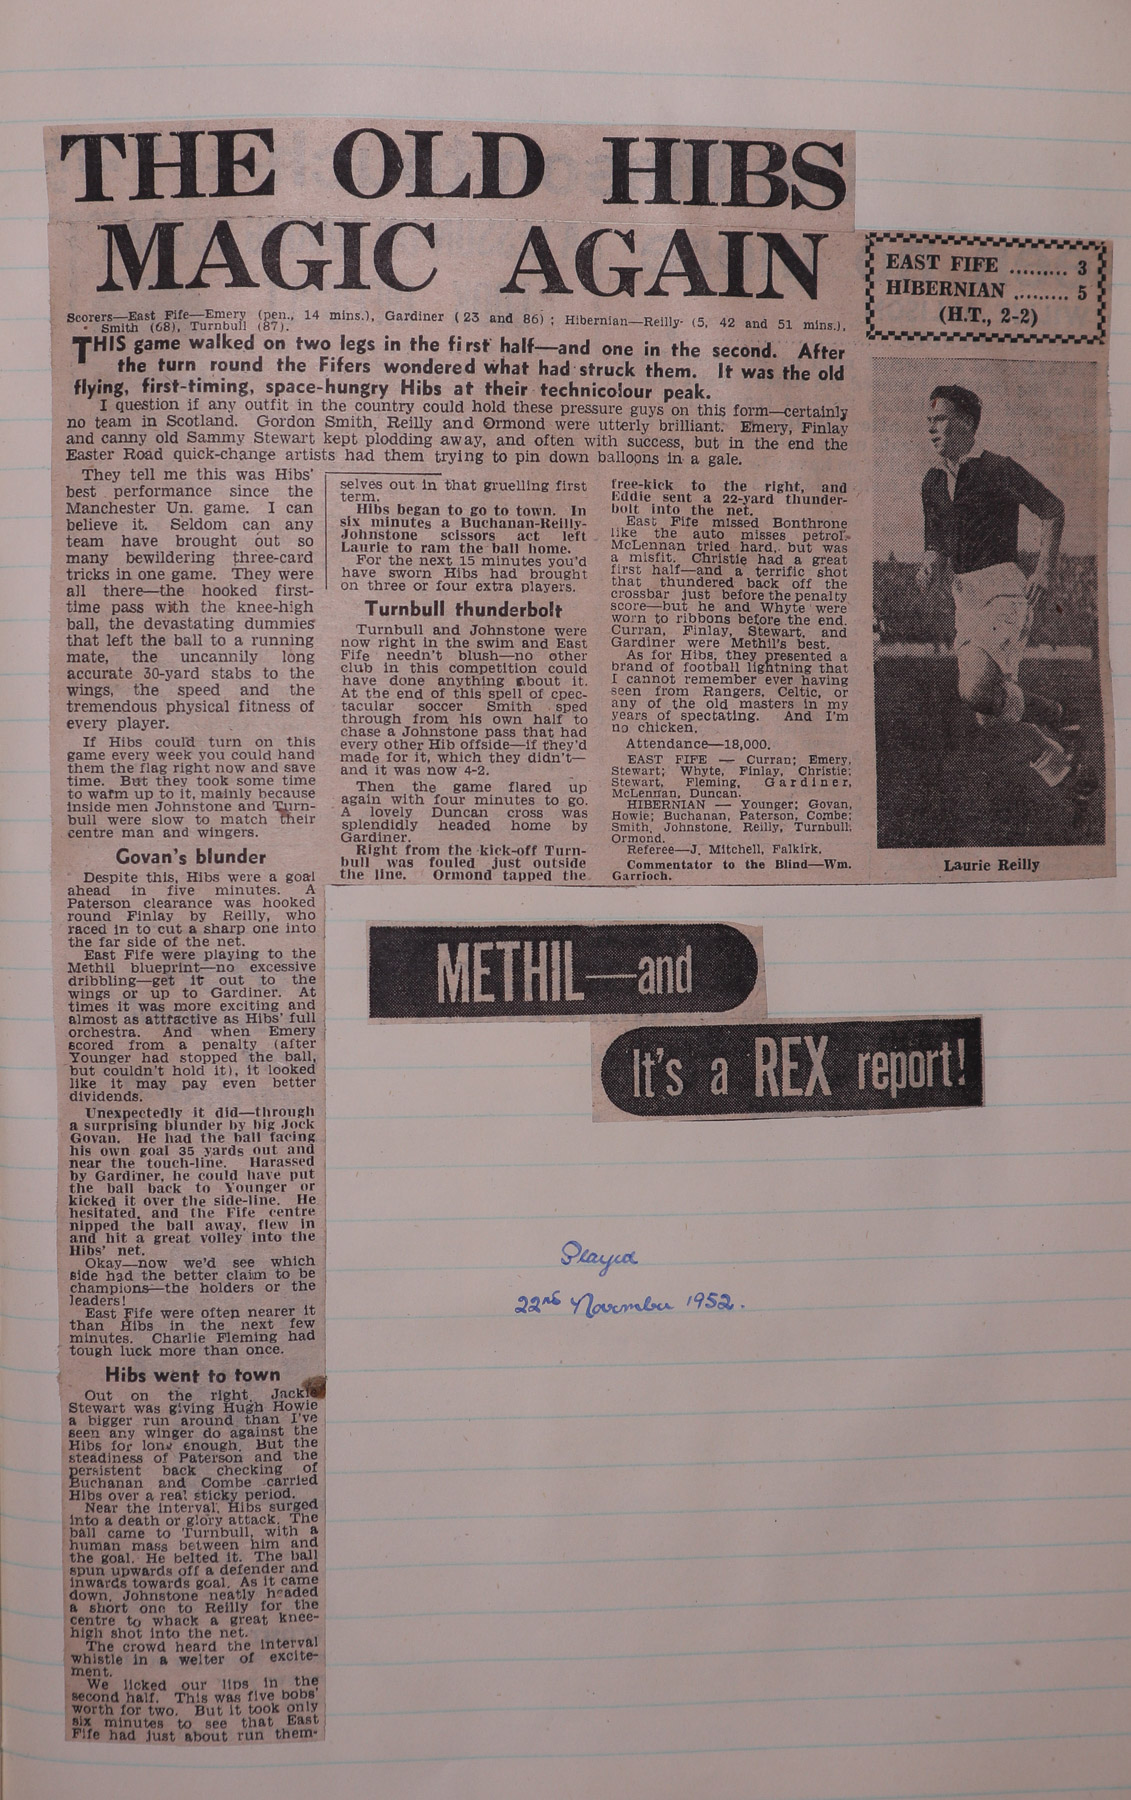 THE OLD HIBS
MAGIC AGAIN
EAST FIFE ......... 3
HIBERNIAN ......... 5
(H.T., 2-2)
Scorers—East Fife—Emery (pen., 14 mins.), Gardiner (23 and 86); Hibernian—Reilly (5, 42 and 51 mins.),
Smith (68), Turnbull (87).
THIS game walked on two legs in the first half—and one in the second. After
the turn round the Fifers wondered what had struck them. It was the old
flying, first-timing, space-hungry Hibs at their technicolour peak.
I question if any outfit in the country could hold these pressure guys on this form—certainly
no team in Scotland. Gordon Smith, Reilly and Ormond were utterly brilliant. Emery, Finlay
and canny old Sammy Stewart kept plodding away, and often with success, but in the end the
Easter Road quick-change artists had them trying to pin down balloons in a gale.
They tell me this was Hibs'
best performance since the
Manchester Un. game. I can
believe it. Seldom can any
team have brought out so
many bewildering three-card
tricks in one game. They were
all there—the hooked first-
time pass with the knee-high
ball, the devastating dummies
that left the ball to a running
mate, the uncannily long
accurate 30-yard stabs to the
wings, the speed and the
tremendous physical fitness of
every player.
If Hibs could turn on this
game every week you could hand
them the flag right now and save
time. But they took some time
to warm up to it, mainly because
inside men Johnstone and Turn-
bull were slow to match their
centre man and wingers.
Govan's blunder
Despite this, Hibs were a goal
ahead in five minutes. A
Paterson clearance was hooked
round Finlay by Reilly, who
raced in to cut a sharp one into
the far side of the net.
East Fife were playing to the
Methil blueprint—no excessive
dribbling—get it out to the
wings or up to Gardiner. At
times it was more exciting and
almost as attractive as Hibs' full
orchestra. And when Emery
scored from a penalty (after
Younger had stopped the ball,
but couldn't hold it), it looked
like it may pay even better
dividends.
Unexpectedly it did—through
a surprising blunder by big Jock
Govan. He had the ball facing
his own goal 35 yards out and
near the touch-line. Harassed
by Gardiner, he could have put
the ball back to Younger or
kicked it over the side-line. He
hesitated, and the Fife centre
nipped the ball away, flew in
and hit a great volley into the
Hibs' net.
Okay—now we'd see which
side had the better claim to be
champions—the holders or the
leaders!
East Fife were often nearer it
than Hibs in the next few
minutes. Charlie Fleming had
tough luck more than once.
Hibs went to town
Out on the right, Jackie
Stewart was giving Hugh Howie
a bigger run around than I've
seen any winger do against the
Hibs for long enough. But the
steadiness of Paterson and the
persistent back checking of
Buchanan and Combe carried
Hibs over a real sticky period.
Near the interval, Hibs surged
into a death or glory attack. The
ball came to Turnbull, with a
human mass between him and
the goal. He belted it. The ball
spun upwards off a defender and
inwards towards goal. As it came
down, Johnstone neatly headed
a short one to Reilly for the
centre to whack a great knee-
high shot into the net.
The crowd heard the interval
whistle in a welter of excite-
ment.
We licked our lips in the
second half. This was five bobs'
worth for two. But it took only
six minutes to see that East
Fife had just about run them-
selves out in that gruelling first
term.
Hibs began to go to town. In
six minutes a Buchanan-Reilly-
Johnstone scissors act left
Laurie to ram the ball home.
For the next 15 minutes you'd
have sworn Hibs had brought
on three or four extra players.
Turnbull thunderbolt
Turnbull and Johnstone were
now right in the swim and East
Fife needn't blush—no other
club in this competition could
have done anything about it.
At the end of this spell of cpec-
tacular soccer Smith sped
through from his own half to
chase a Johnstone pass that had
every other Hib offside—if they'd
made for it, which they didn't—
and it was now 4-2.
Then the game flared up
again with four minutes to go.
A lovely Duncan cross was
splendidly headed home by
Gardiner.
Right from the kick-off Turn-
bull was fouled just outside
the line. Ormond tapped the
free-kick to the right, and
Eddie sent a 22-yard thunder-
bolt into the net.
East Fife missed Bonthrone
like the auto misses petrol.
McLennan tried hard, but was
a misfit. Christie had a great
first half—and a terrific shot
that thundered back off the
crossbar just before the penalty
score—but he and Whyte were
worn to ribbons before the end.
Curran, Finlay, Stewart, and
Gardiner were Methil's best.
As for Hibs, they presented a
brand of football lightning that
I cannot remember ever having
seen from Rangers, Celtic, or
any of the old masters in my
years of spectating. And I'm
no chicken.
Attendance—18,000.
EAST FIFE — Curran; Emery,
Stewart; Whyte, Finlay, Christie;
Stewart, Fleming, Gardiner,
McLennan, Duncan.
HIBERNIAN — Younger; Govan,
Howie; Buchanan, Paterson, Combe;
Smith, Johnstone, Reilly, Turnbull,
Ormond.
Referee—J. Mitchell, Falkirk.
Commentator to the Blind—Wm.
Garrioch.
Laurie Reilly
METHIL—and
It's a REX report!
Played
22nd November 1952.